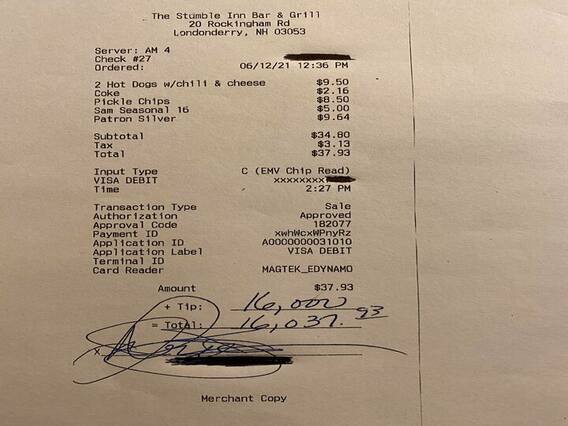 The Stumble Inn Bar & Grill
20 Rockingham Rd
Londonderry, NH 03053
Server: AM 4
Check #27
Ordered: 06/12/21 12:36 PM
2 Hot Dogs w/chili & cheese $9.50
Coke $2.16
Pickle Chips $8.50
Sam Seasonal 16 $5.00
Patron Silver $9.64
Subtotal $34.80
Tax $3.13
Total $37.93
Input Type C (EMV Chip Read)
VISA DEBIT xxxxxxxx
Time 2:27 PM
Transaction Type Sale
Authorization Approved
Approval Code 182077
Payment ID xwhWcxWPnyRz
Application ID A0000000031010
Application Label VISA DEBIT
Terminal ID
Card Reader MAGTEK_EDYNAMO
Amount $37.93
+ Tip: 16,000
= Total: 16,037.93
x
Merchant Copy